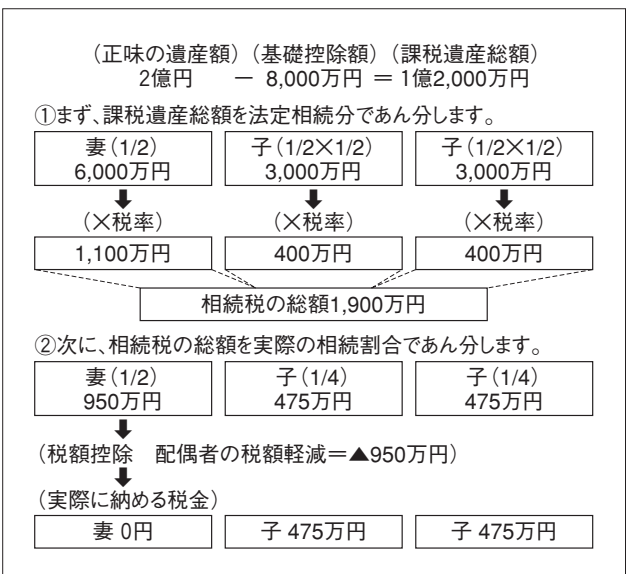 (正味の遺産額)(基礎控除額)(課税遺産総額)
2億円 － 8,000万円 ＝ 1億2,000万円
①まず、課税遺産総額を法定相続分であん分します。
妻(1/2) 子(1/2×1/2) 子(1/2×1/2)
6,000万円 3,000万円 3,000万円
(×税率) (×税率) (×税率)
1,100万円 400万円 400万円
相続税の総額1,900万円
②次に、相続税の総額を実際の相続割合であん分します。
妻(1/2) 子(1/4) 子(1/4)
950万円 475万円 475万円
(税額控除　配偶者の税額軽減＝▲950万円)
(実際に納める税金)
妻 0円 子 475万円 子 475万円